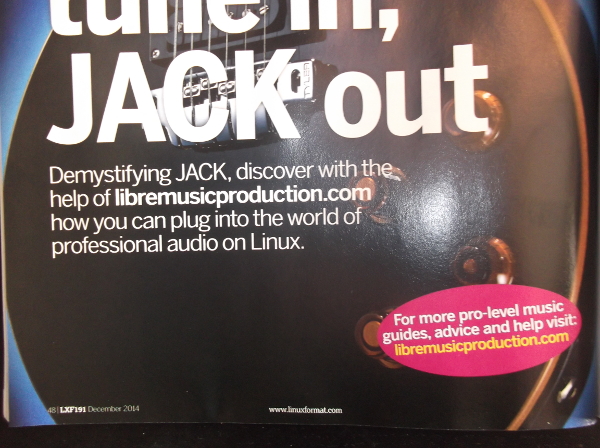 tune in,
JACK out
Demystifying JACK, discover with the
help of libremusicproduction.com
how you can plug into the world of
professional audio on Linux.
For more pro-level music
guides, advice and help visit:
libremusicproduction.com
48 | LXF191 December 2014
www.linuxformat.com